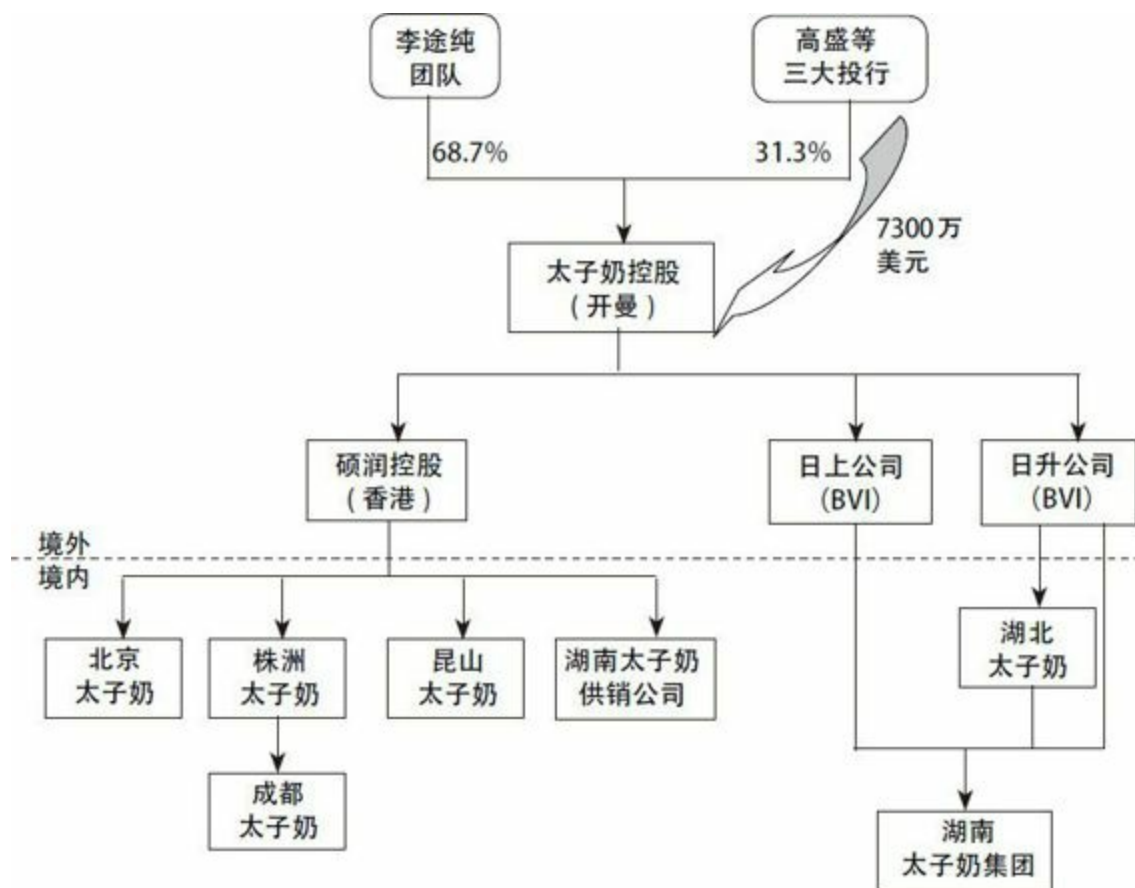 李途纯
团队
高盛等
三大投行
68.7%
31.3%
7300万
美元
太子奶控股
(开曼)
硕润控股
(香港)
日上公司
(BVI)
日升公司
(BVI)
境外
境内
北京
太子奶
株洲
太子奶
昆山
太子奶
湖南太子奶
供销公司
湖北
太子奶
成都
太子奶
湖南
太子奶集团